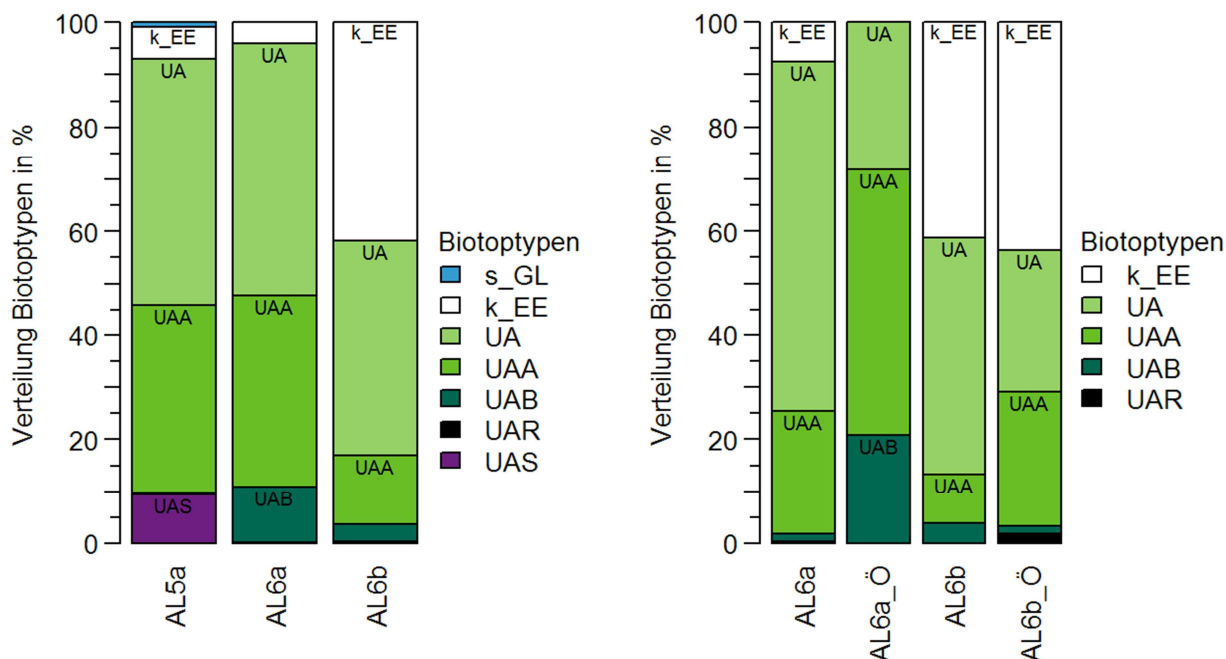 Verteilung Biotoptypen in %
100
80
60
40
20
0
k_EE
UA
UAA
UAS
UA
UAA
UAB
k_EE
UA
UAA
AL5a
AL6a
AL6b
Biotoptypen
s_GL
k_EE
UA
UAA
UAB
UAR
UAS
Verteilung Biotoptypen in %
100
80
60
40
20
0
k_EE
UA
UAA
UA
UAA
UAB
k_EE
UA
UAA
k_EE
UA
UAA
AL6a
AL6a_Ö
AL6b
AL6b_Ö
Biotoptypen
k_EE
UA
UAA
UAB
UAR